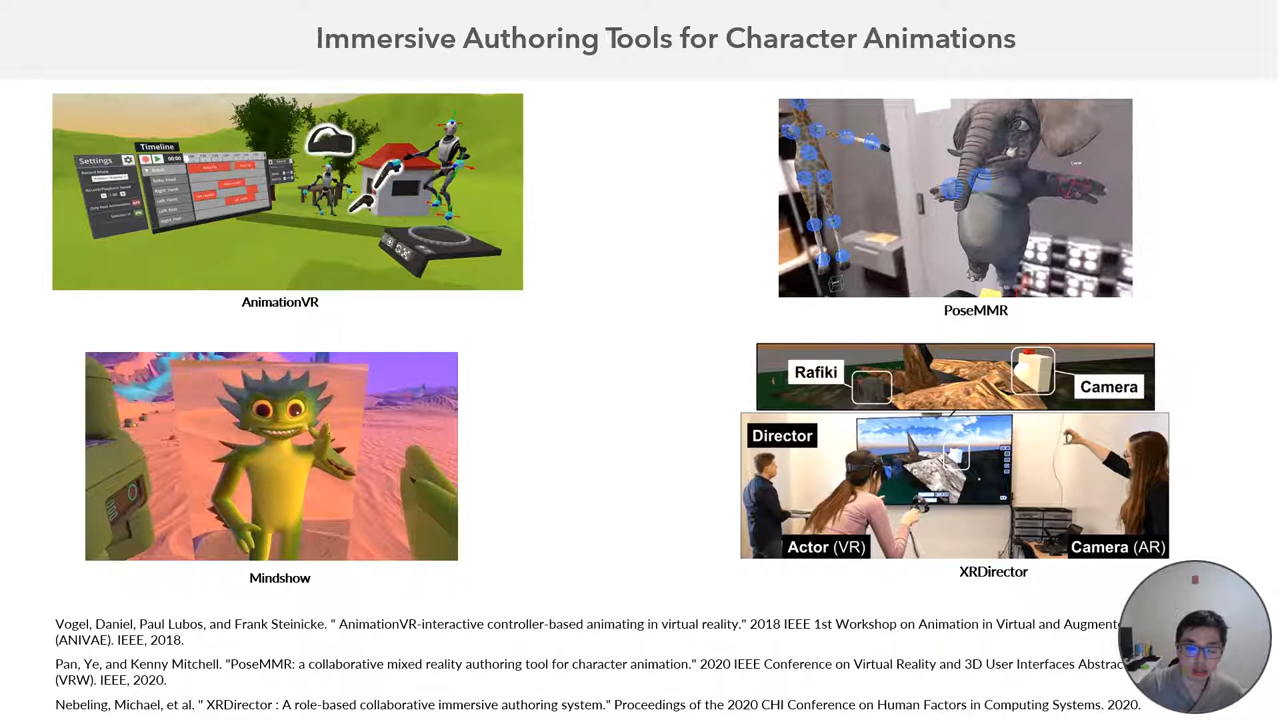 Immersive Authoring Tools for Character Animations
Timeline
Settings
00:00
AnimationVR
PoseMMR
Mindshow
Rafiki
Camera
Director
Actor (VR)
Camera (AR)
XRDirector
Vogel, Daniel, Paul Lubos, and Frank Steinicke. " AnimationVR-interactive controller-based animating in virtual reality." 2018 IEEE 1st Workshop on Animation in Virtual and Augmente
(ANIVAE). IEEE, 2018.
Pan, Ye, and Kenny Mitchell. "PoseMMR: a collaborative mixed reality authoring tool for character animation." 2020 IEEE Conference on Virtual Reality and 3D User Interfaces Abstrac
(VRW). IEEE, 2020.
Nebeling, Michael, et al. " XRDirector : A role-based collaborative immersive authoring system." Proceedings of the 2020 CHI Conference on Human Factors in Computing Systems. 2020.